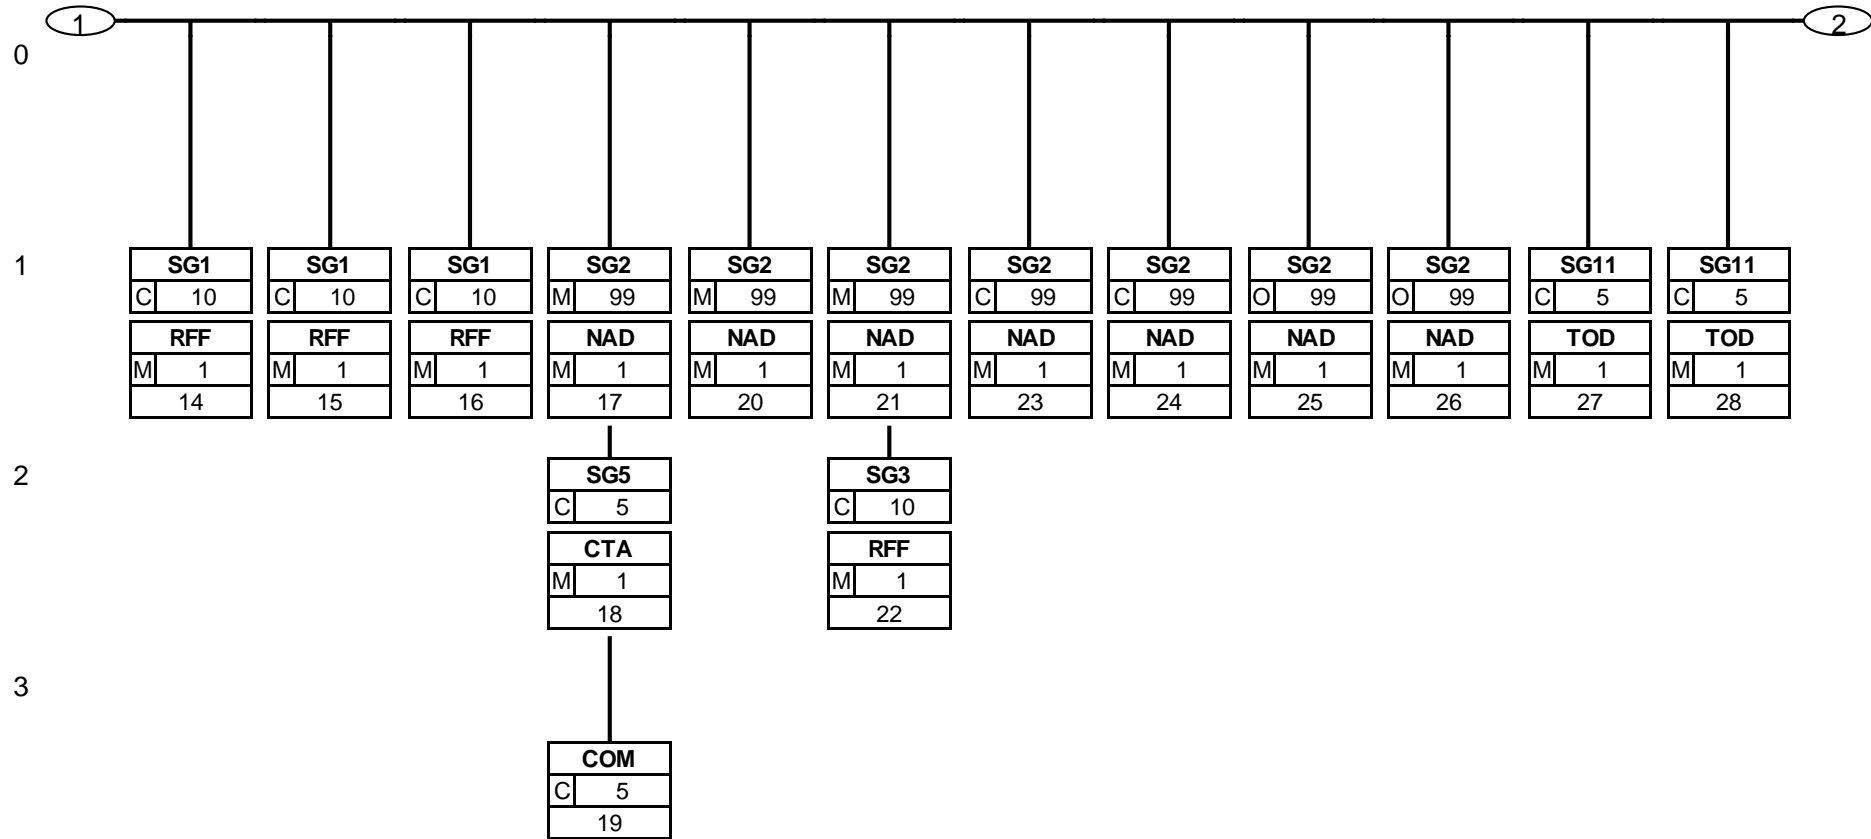 1 2
0
1 SG1 SG1 SG1 SG2 SG2 SG2 SG2 SG2 SG2 SG2 SG11 SG11
C 10 C 10 C 10 M 99 M 99 M 99 C 99 C 99 O 99 O 99 C 5 C 5
RFF RFF RFF NAD NAD NAD NAD NAD NAD NAD TOD TOD
M 1 M 1 M 1 M 1 M 1 M 1 M 1 M 1 M 1 M 1 M 1 M 1
14 15 16 17 20 21 23 24 25 26 27 28
2 SG5 SG3
C 5 C 10
CTA RFF
M 1 M 1
18 22
3
COM
C 5
19